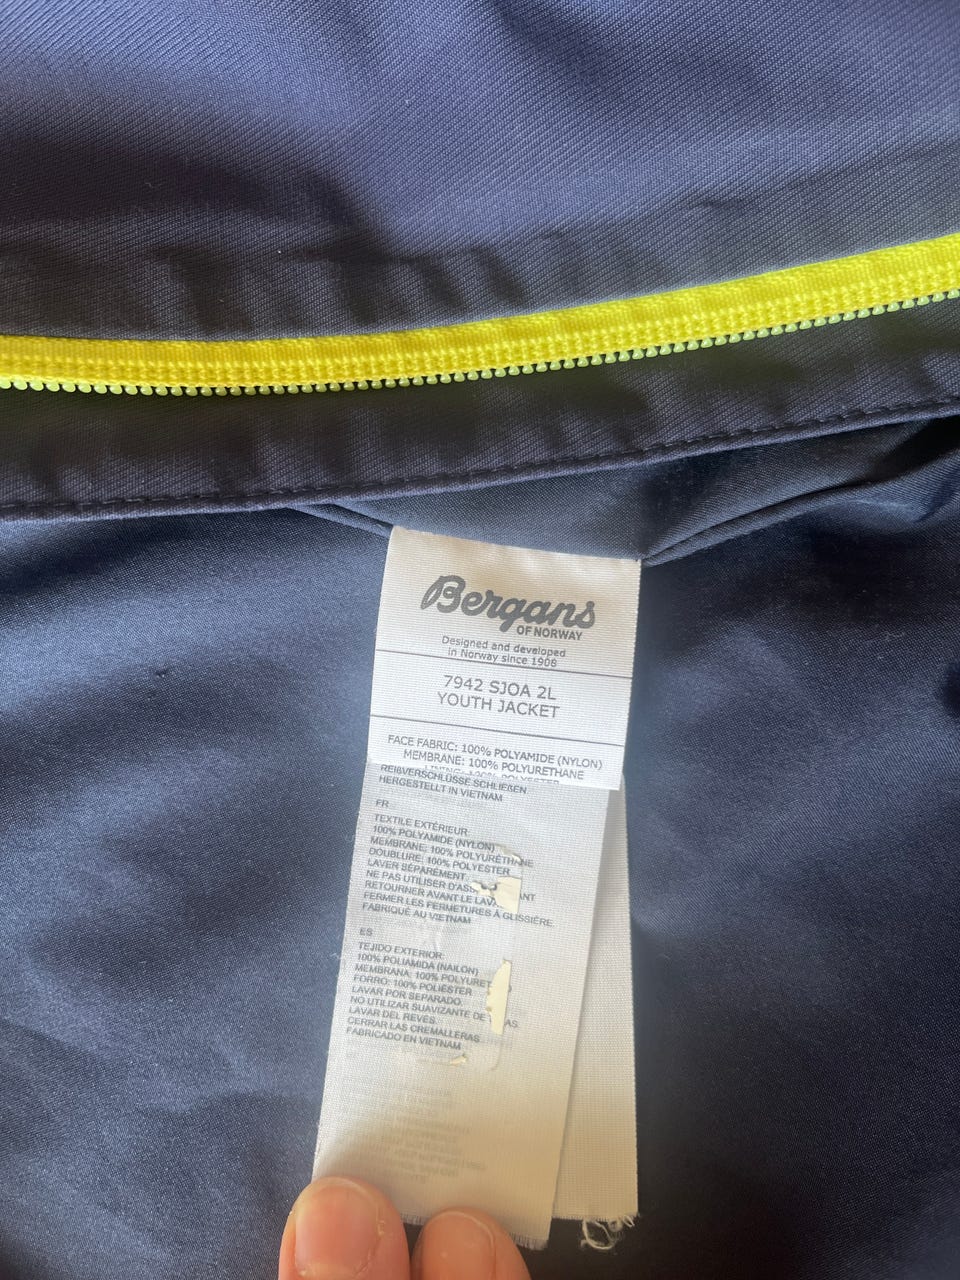 Bergans
OF NORWAY
Designed and developed
in Norway since 1908
7942 SJOA 2L
YOUTH JACKET
FACE FABRIC: 100% POLYAMIDE (NYLON)
MEMBRANE: 100% POLYURETHANE
LINING: 100% POLYESTER
REIßVERSCHLÜSSE SCHLIEßEN
HERGESTELLT IN VIETNAM
FR
TEXTILE EXTÉRIEUR:
100% POLYAMIDE (NYLON)
MEMBRANE: 100% POLYURÉTHANE
DOUBLURE: 100% POLYESTER
LAVER SÉPARÉMENT.
NE PAS UTILISER
RETOURNER AVANT LE
FERMER LES FERMETURES À GLISSIÈRE.
FABRIQUÉ AU VIETNAM
ES
TEJIDO EXTERIOR:
100% POLIAMIDA (NAILON)
MEMBRANA: 100%
FORRO: 100% POLIÉSTER
LAVAR POR SEPARADO.
NO UTILIZAR SUAVIZANTE DE
LAVAR DEL REVÉS.
CERRAR LAS CREMALLERAS
FABRICADO EN VIETNAM